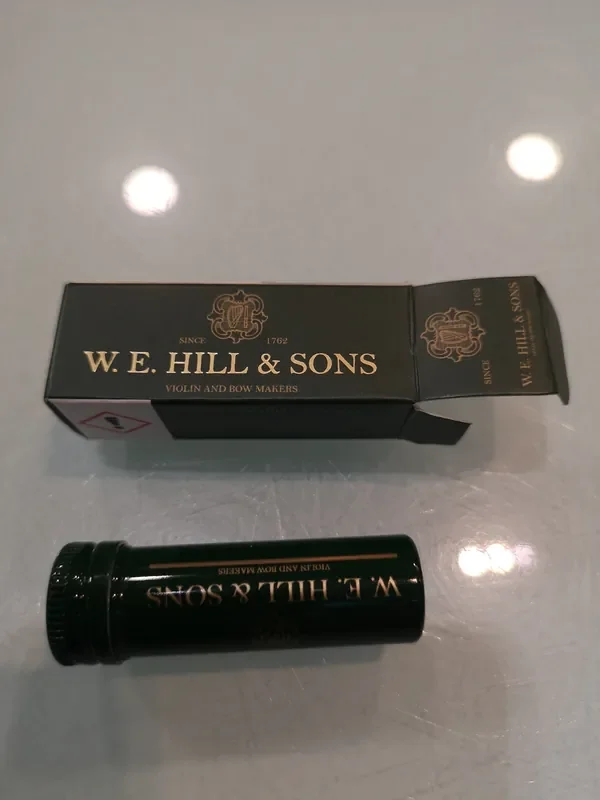 SINCE 1762
W. E. HILL & SONS
VIOLIN AND BOW MAKERS
SINCE 1762
W. E. HILL & SONS
W. E. HILL & SONS
VIOLIN AND BOW MAKERS